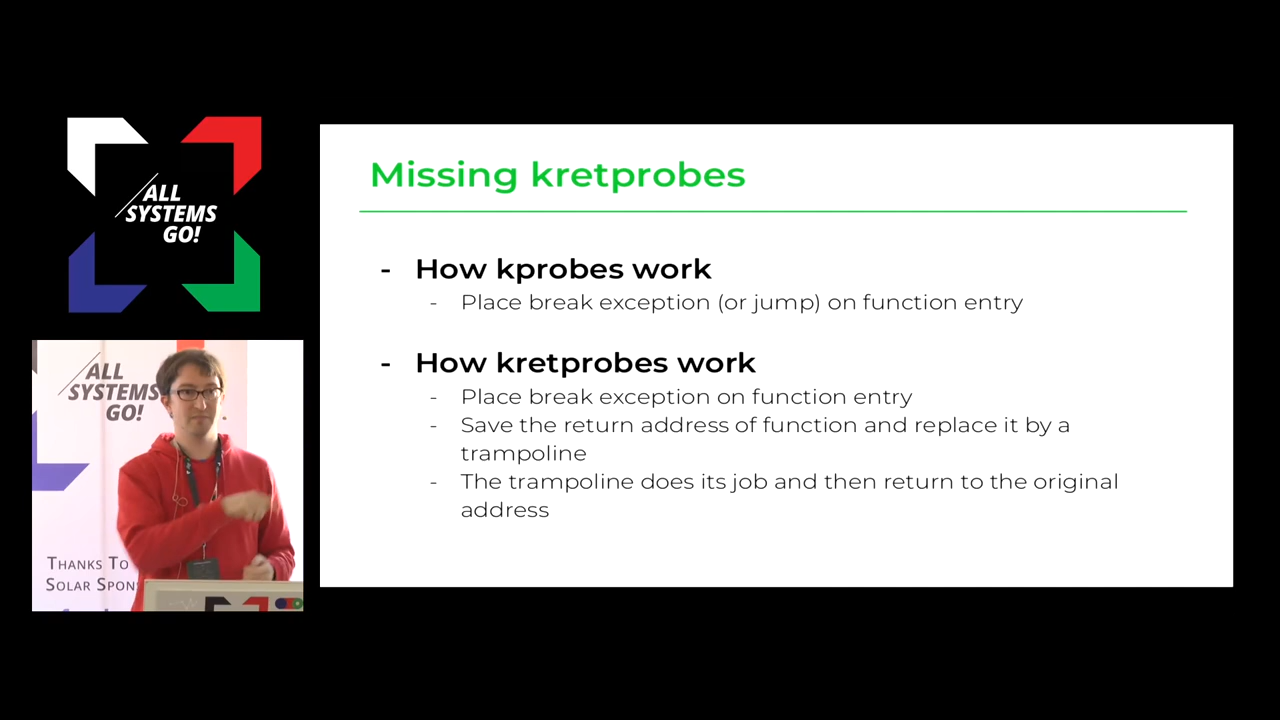 ALL
SYSTEMS
GO!
Missing kretprobes
- How kprobes work
- Place break exception (or jump) on function entry
- How kretprobes work
- Place break exception on function entry
- Save the return address of function and replace it by a
trampoline
- The trampoline does its job and then return to the original
address
ALL
SYSTEMS
GO!
THANKS TO
SOLAR